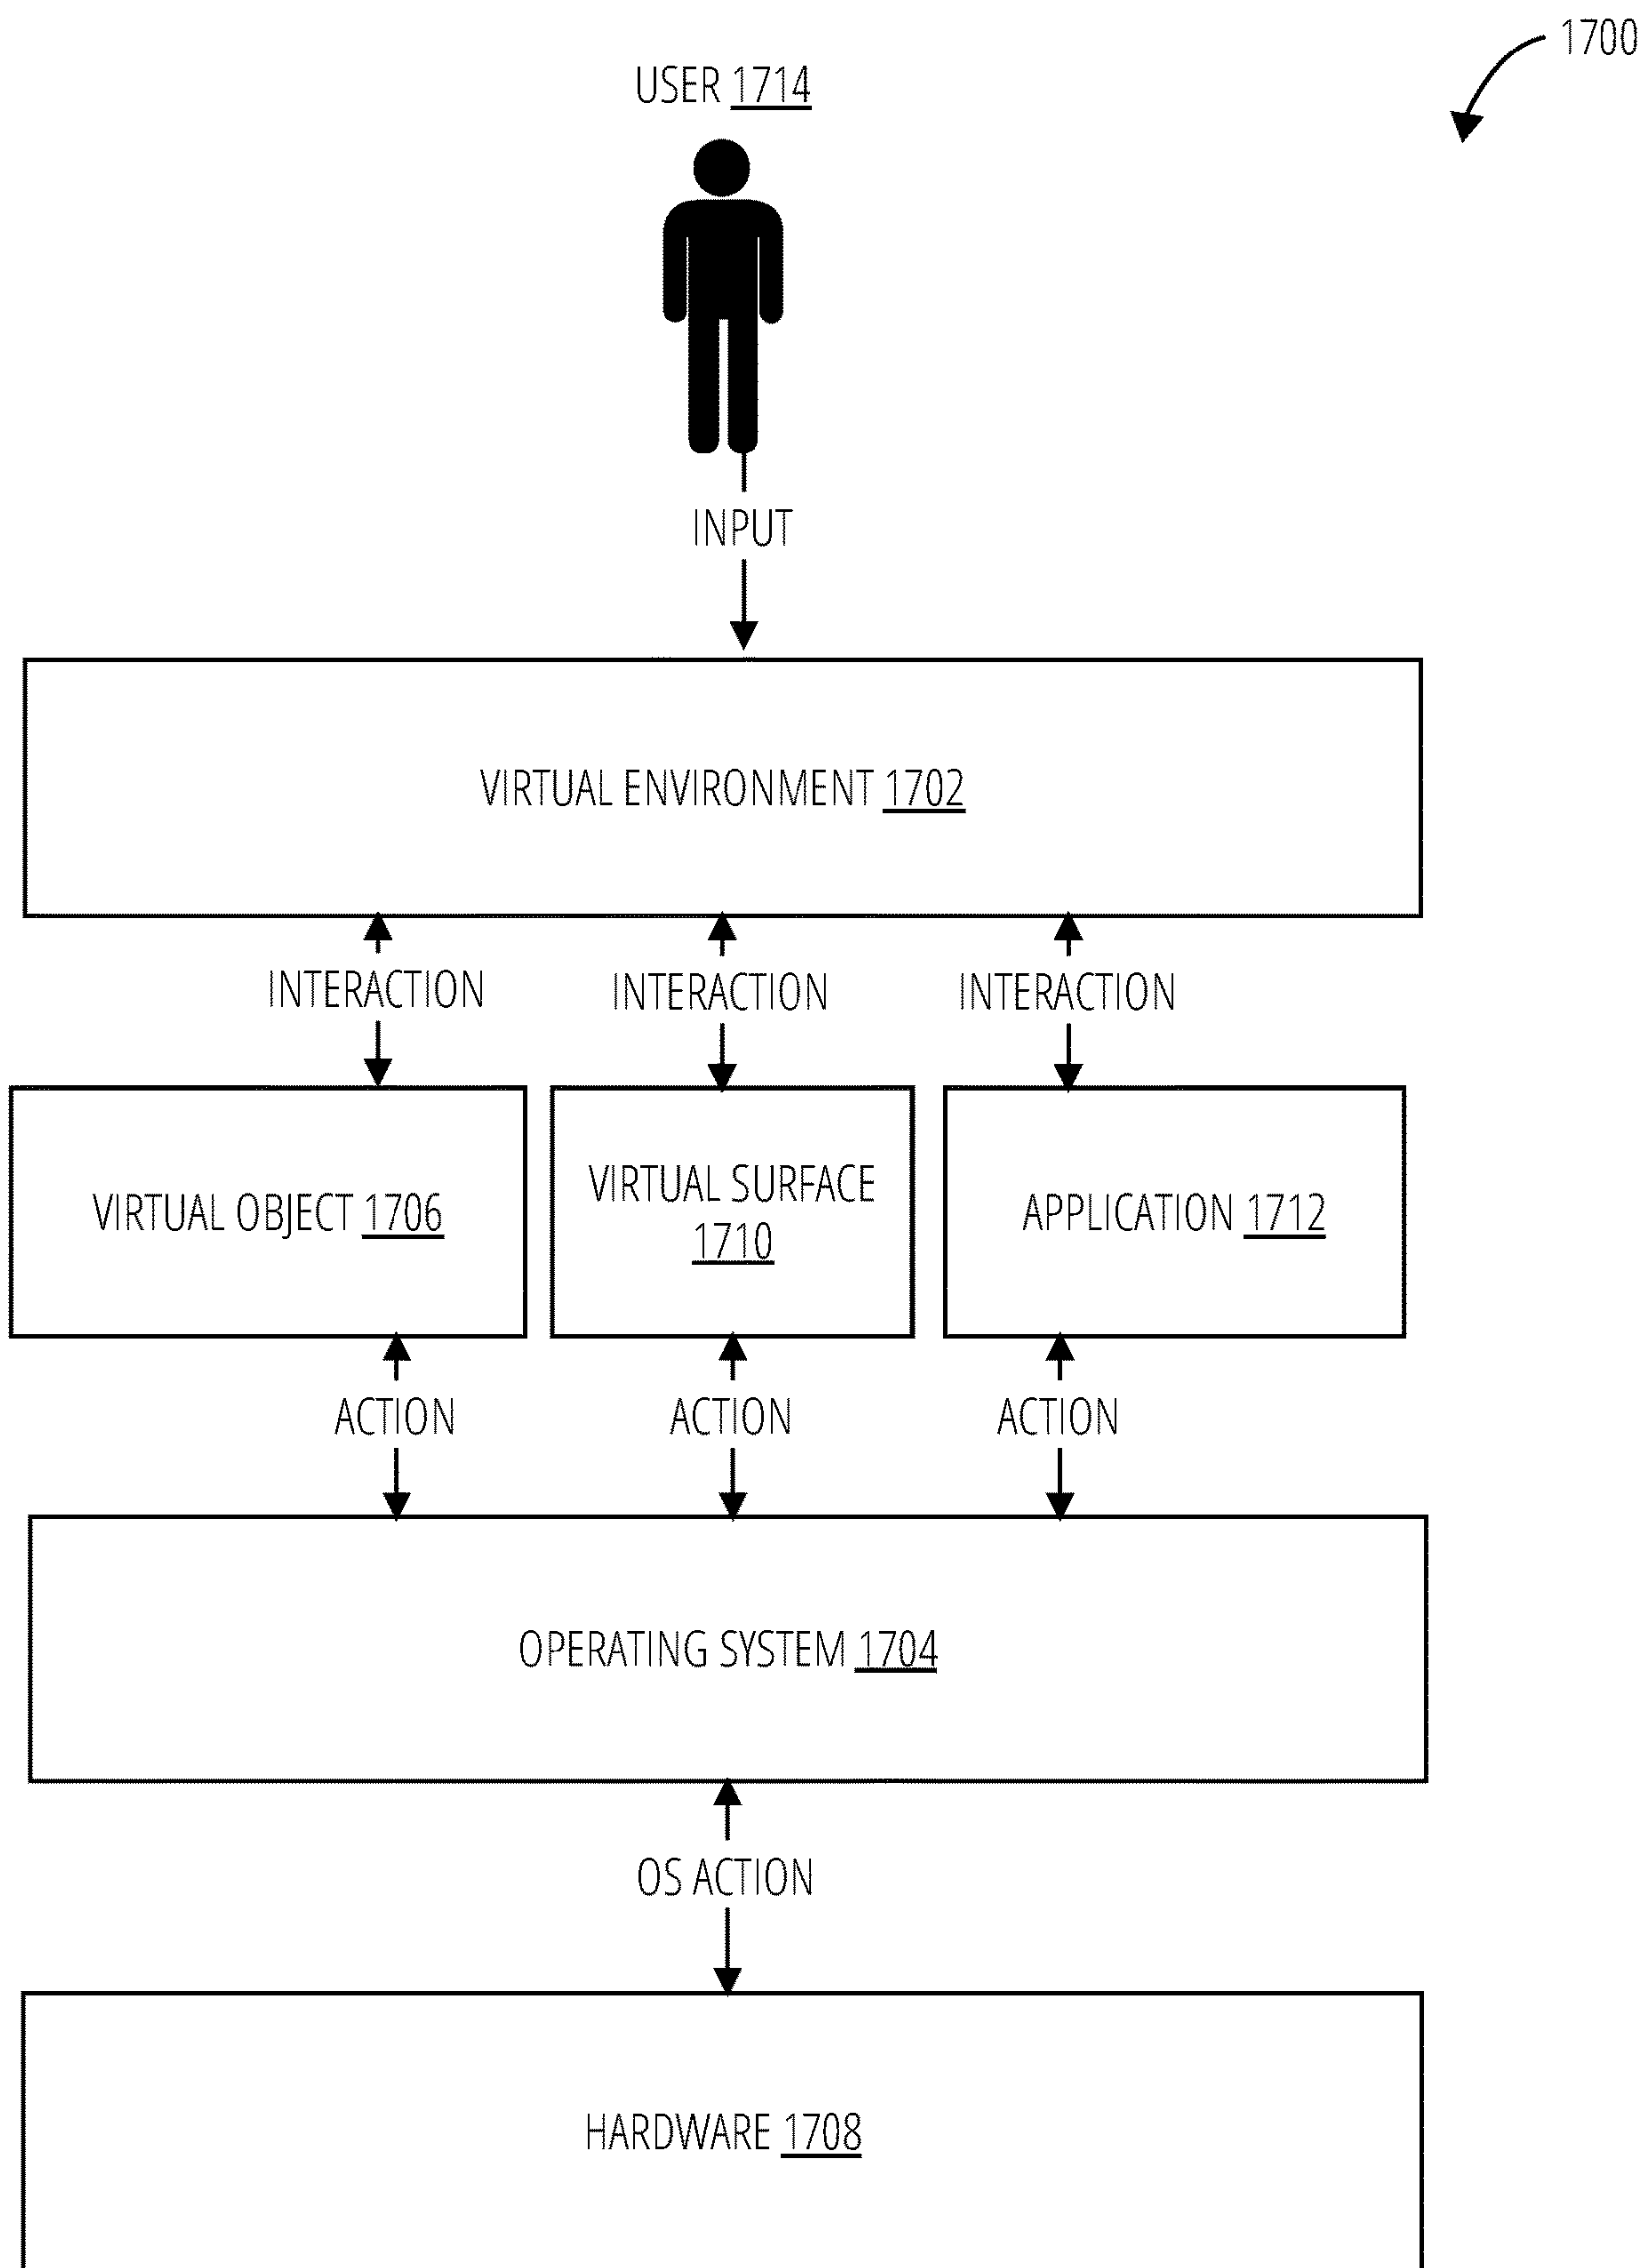 1700
USER 1714
INPUT
VIRTUAL ENVIRONMENT 1702
INTERACTION
INTERACTION
INTERACTION
VIRTUAL OBJECT 1706
VIRTUAL SURFACE
1710
APPLICATION 1712
ACTION
ACTION
ACTION
OPERATING SYSTEM 1704
OS ACTION
HARDWARE 1708